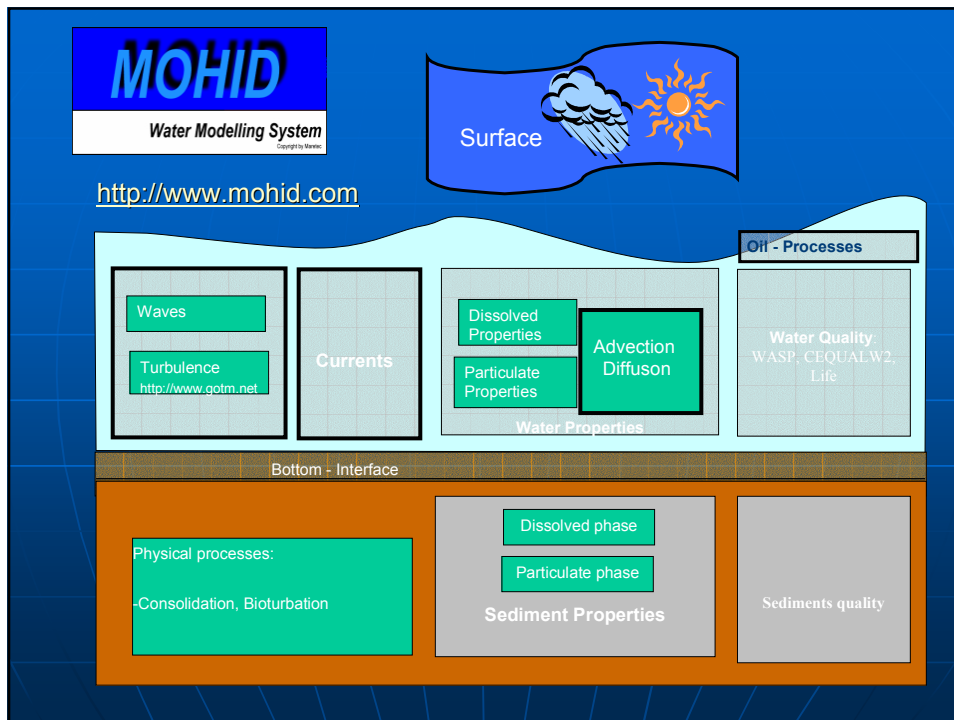 MOHID
Water Modelling System
Copyright by Maretec
http://www.mohid.com
Surface
Oil - Processes
Waves
Turbulence
http://www.gotm.net
Currents
Dissolved
Properties
Particulate
Properties
Advection
Diffuson
Water Properties
Water Quality:
WASP, CEQUALW2,
Life
Bottom - Interface
Physical processes:
-Consolidation, Bioturbation
Dissolved phase
Particulate phase
Sediment Properties
Sediments quality